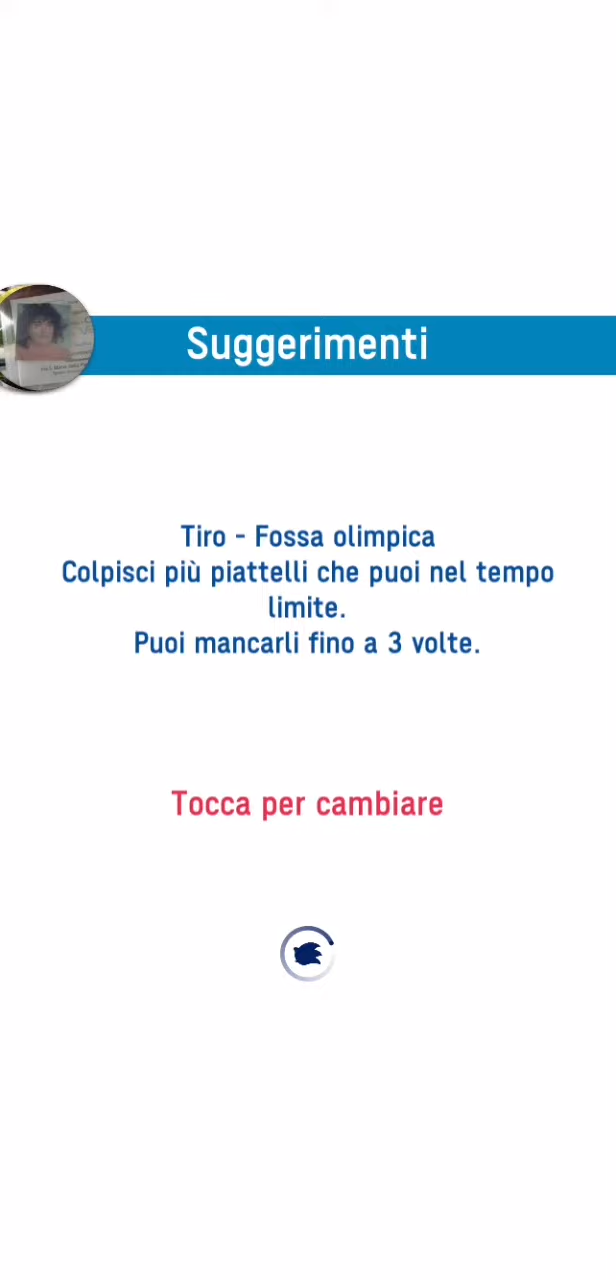 Suggerimenti
Tiro - Fossa olimpica
Colpisci più piattelli che puoi nel tempo
limite.
Puoi mancarli fino a 3 volte.
Tocca per cambiare